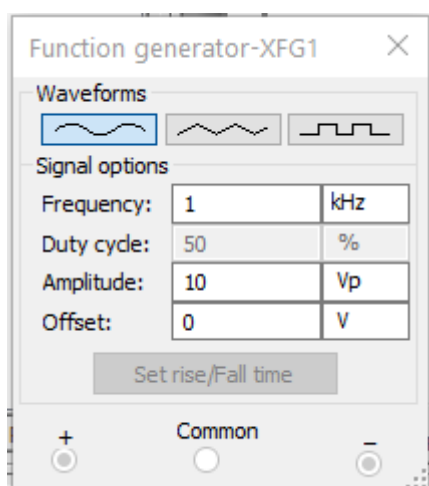 Function generator-XFG1
Waveforms
Signal options
Frequency: 1 kHz
Duty cycle: 50 %
Amplitude: 10 Vp
Offset: 0 V
Set rise/Fall time
+ Common −